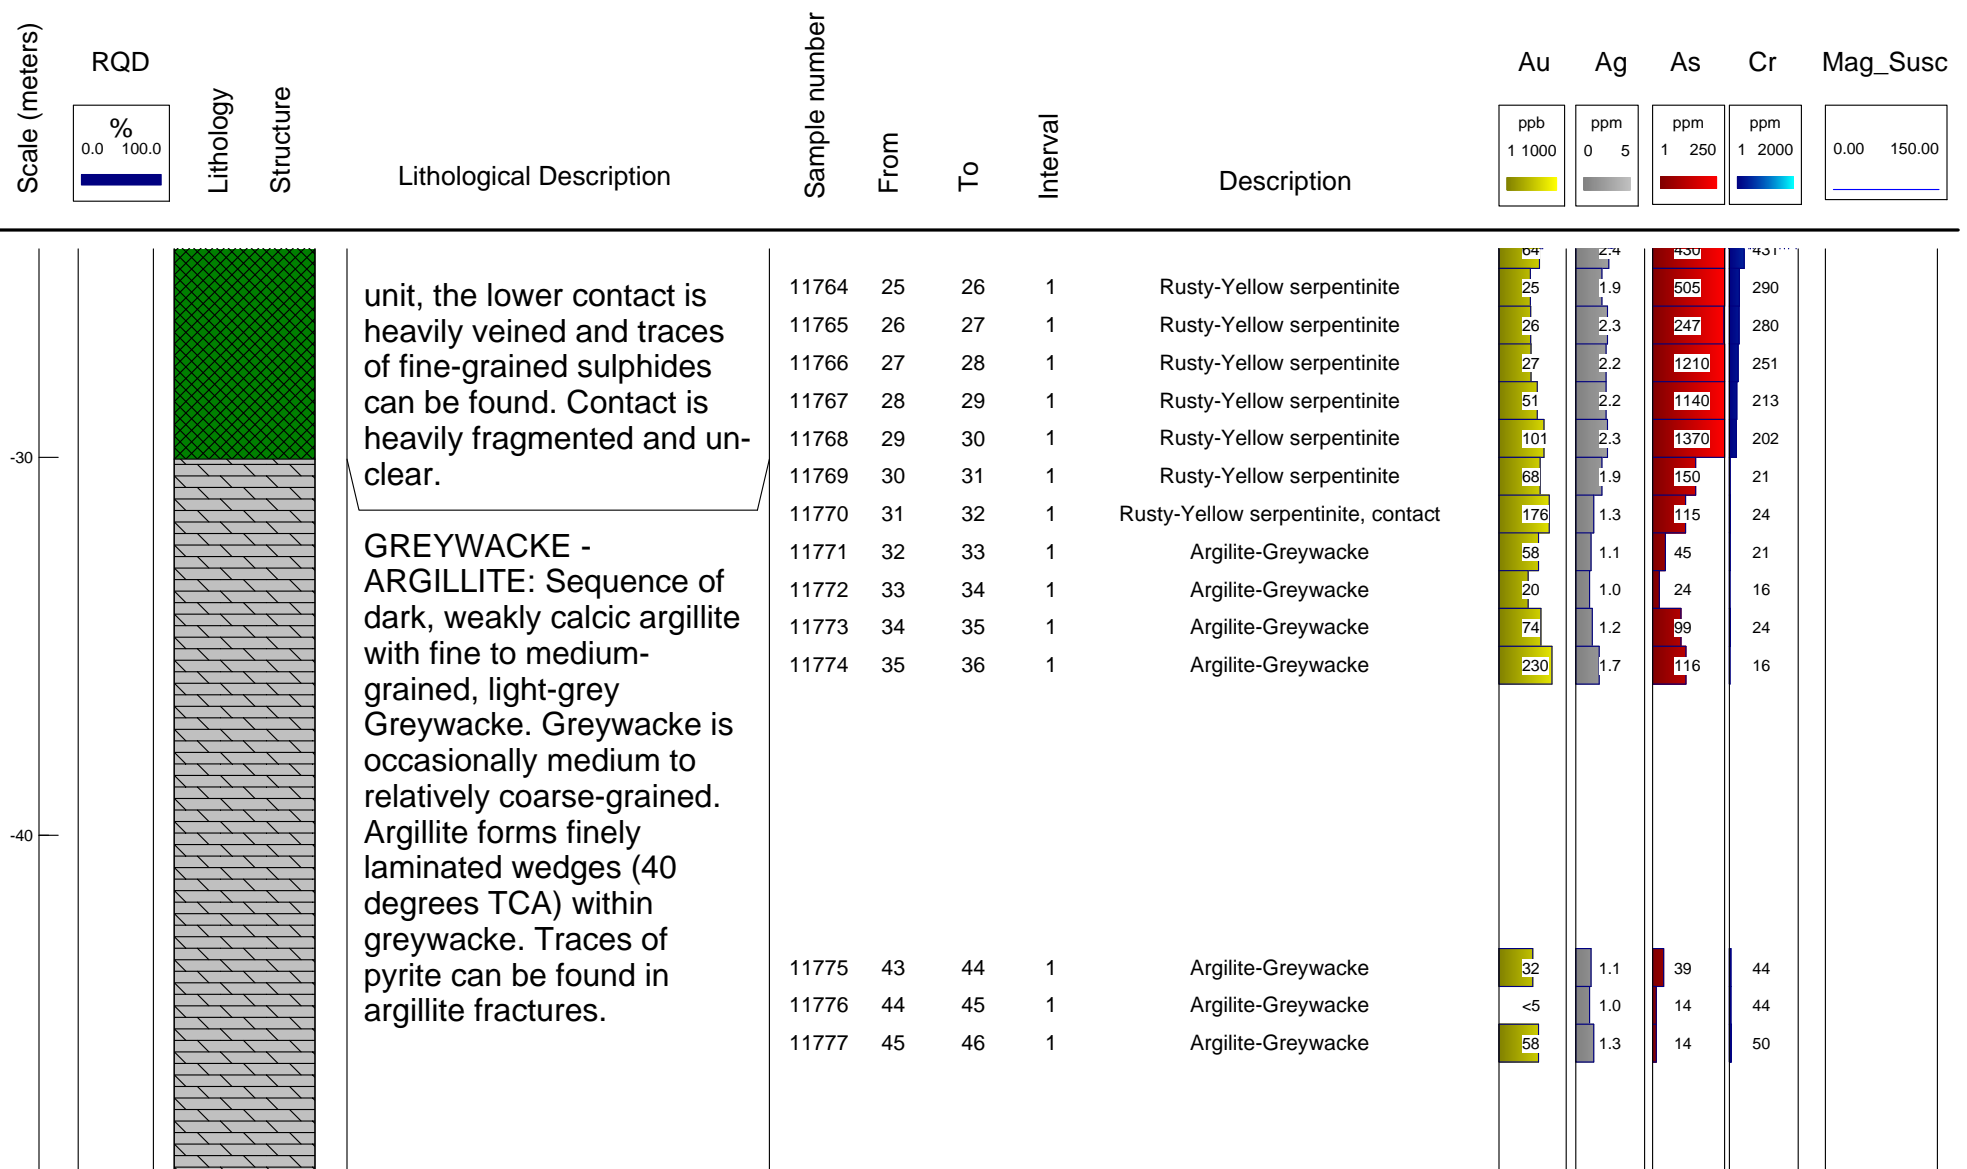 Scale (meters)
RQD
%
0.0 100.0
Lithology
Structure
Lithological Description
Sample number
From
To
Interval
Description
Au
ppb
1 1000
Ag
ppm
0 5
As
ppm
1 250
Cr
ppm
1 2000
Mag_Susc
0.00 150.00
64 2.4 430 431
11764 25 26 1 Rusty-Yellow serpentinite 25 1.9 505 290
11765 26 27 1 Rusty-Yellow serpentinite 26 2.3 247 280
11766 27 28 1 Rusty-Yellow serpentinite 27 2.2 1210 251
11767 28 29 1 Rusty-Yellow serpentinite 51 2.2 1140 213
11768 29 30 1 Rusty-Yellow serpentinite 101 2.3 1370 202
11769 30 31 1 Rusty-Yellow serpentinite 68 1.9 150 21
11770 31 32 1 Rusty-Yellow serpentinite, contact 176 1.3 115 24
11771 32 33 1 Argilite-Greywacke 58 1.1 45 21
11772 33 34 1 Argilite-Greywacke 20 1.0 24 16
11773 34 35 1 Argilite-Greywacke 74 1.2 99 24
11774 35 36 1 Argilite-Greywacke 230 1.7 116 16
11775 43 44 1 Argilite-Greywacke 32 1.1 39 44
11776 44 45 1 Argilite-Greywacke <5 1.0 14 44
11777 45 46 1 Argilite-Greywacke 58 1.3 14 50
-30
-40
unit, the lower contact is
heavily veined and traces
of fine-grained sulphides
can be found. Contact is
heavily fragmented and un-
clear.
GREYWACKE -
ARGILLITE: Sequence of
dark, weakly calcic argillite
with fine to medium-
grained, light-grey
Greywacke. Greywacke is
occasionally medium to
relatively coarse-grained.
Argillite forms finely
laminated wedges (40
degrees TCA) within
greywacke. Traces of
pyrite can be found in
argillite fractures.